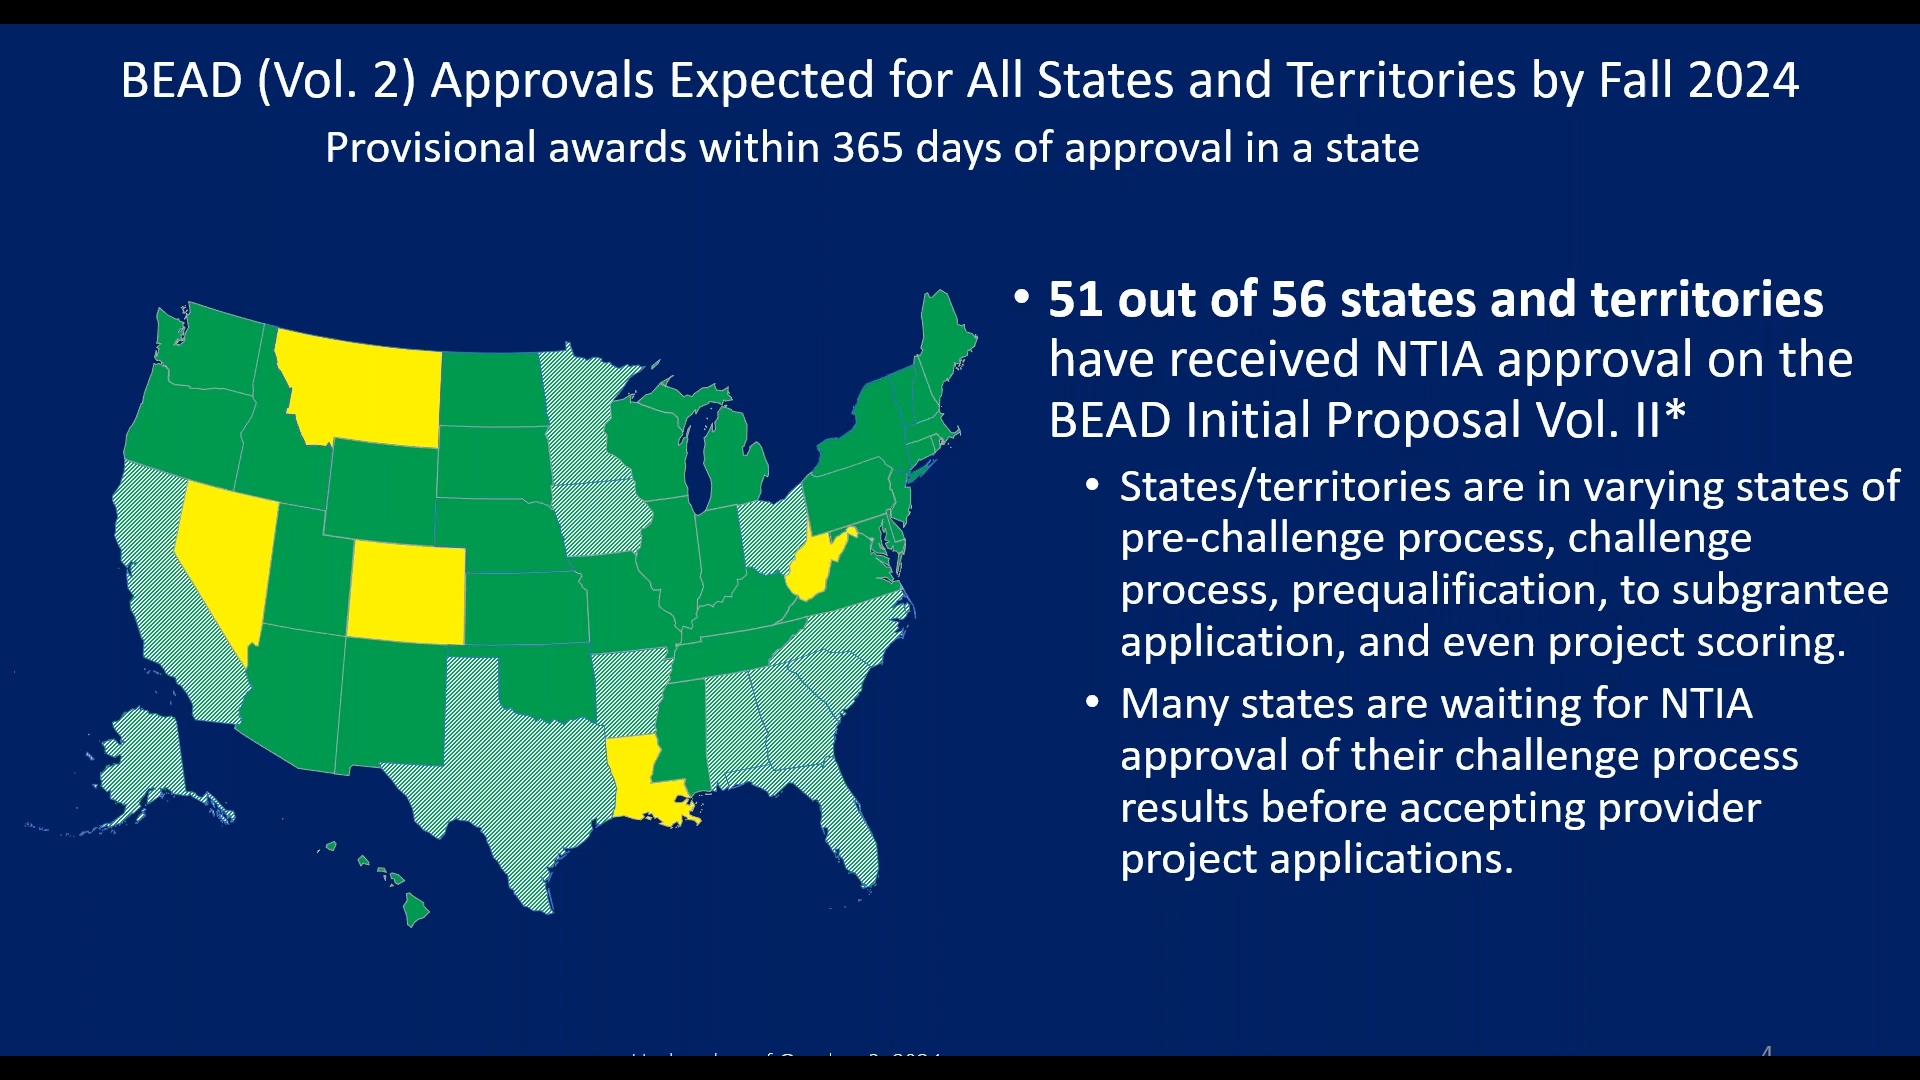 BEAD (Vol. 2) Approvals Expected for All States and Territories by Fall 2024
Provisional awards within 365 days of approval in a state
• 51 out of 56 states and territories
have received NTIA approval on the
BEAD Initial Proposal Vol. II*
• States/territories are in varying states of
pre-challenge process, challenge
process, prequalification, to subgrantee
application, and even project scoring.
• Many states are waiting for NTIA
approval of their challenge process
results before accepting provider
project applications.
4